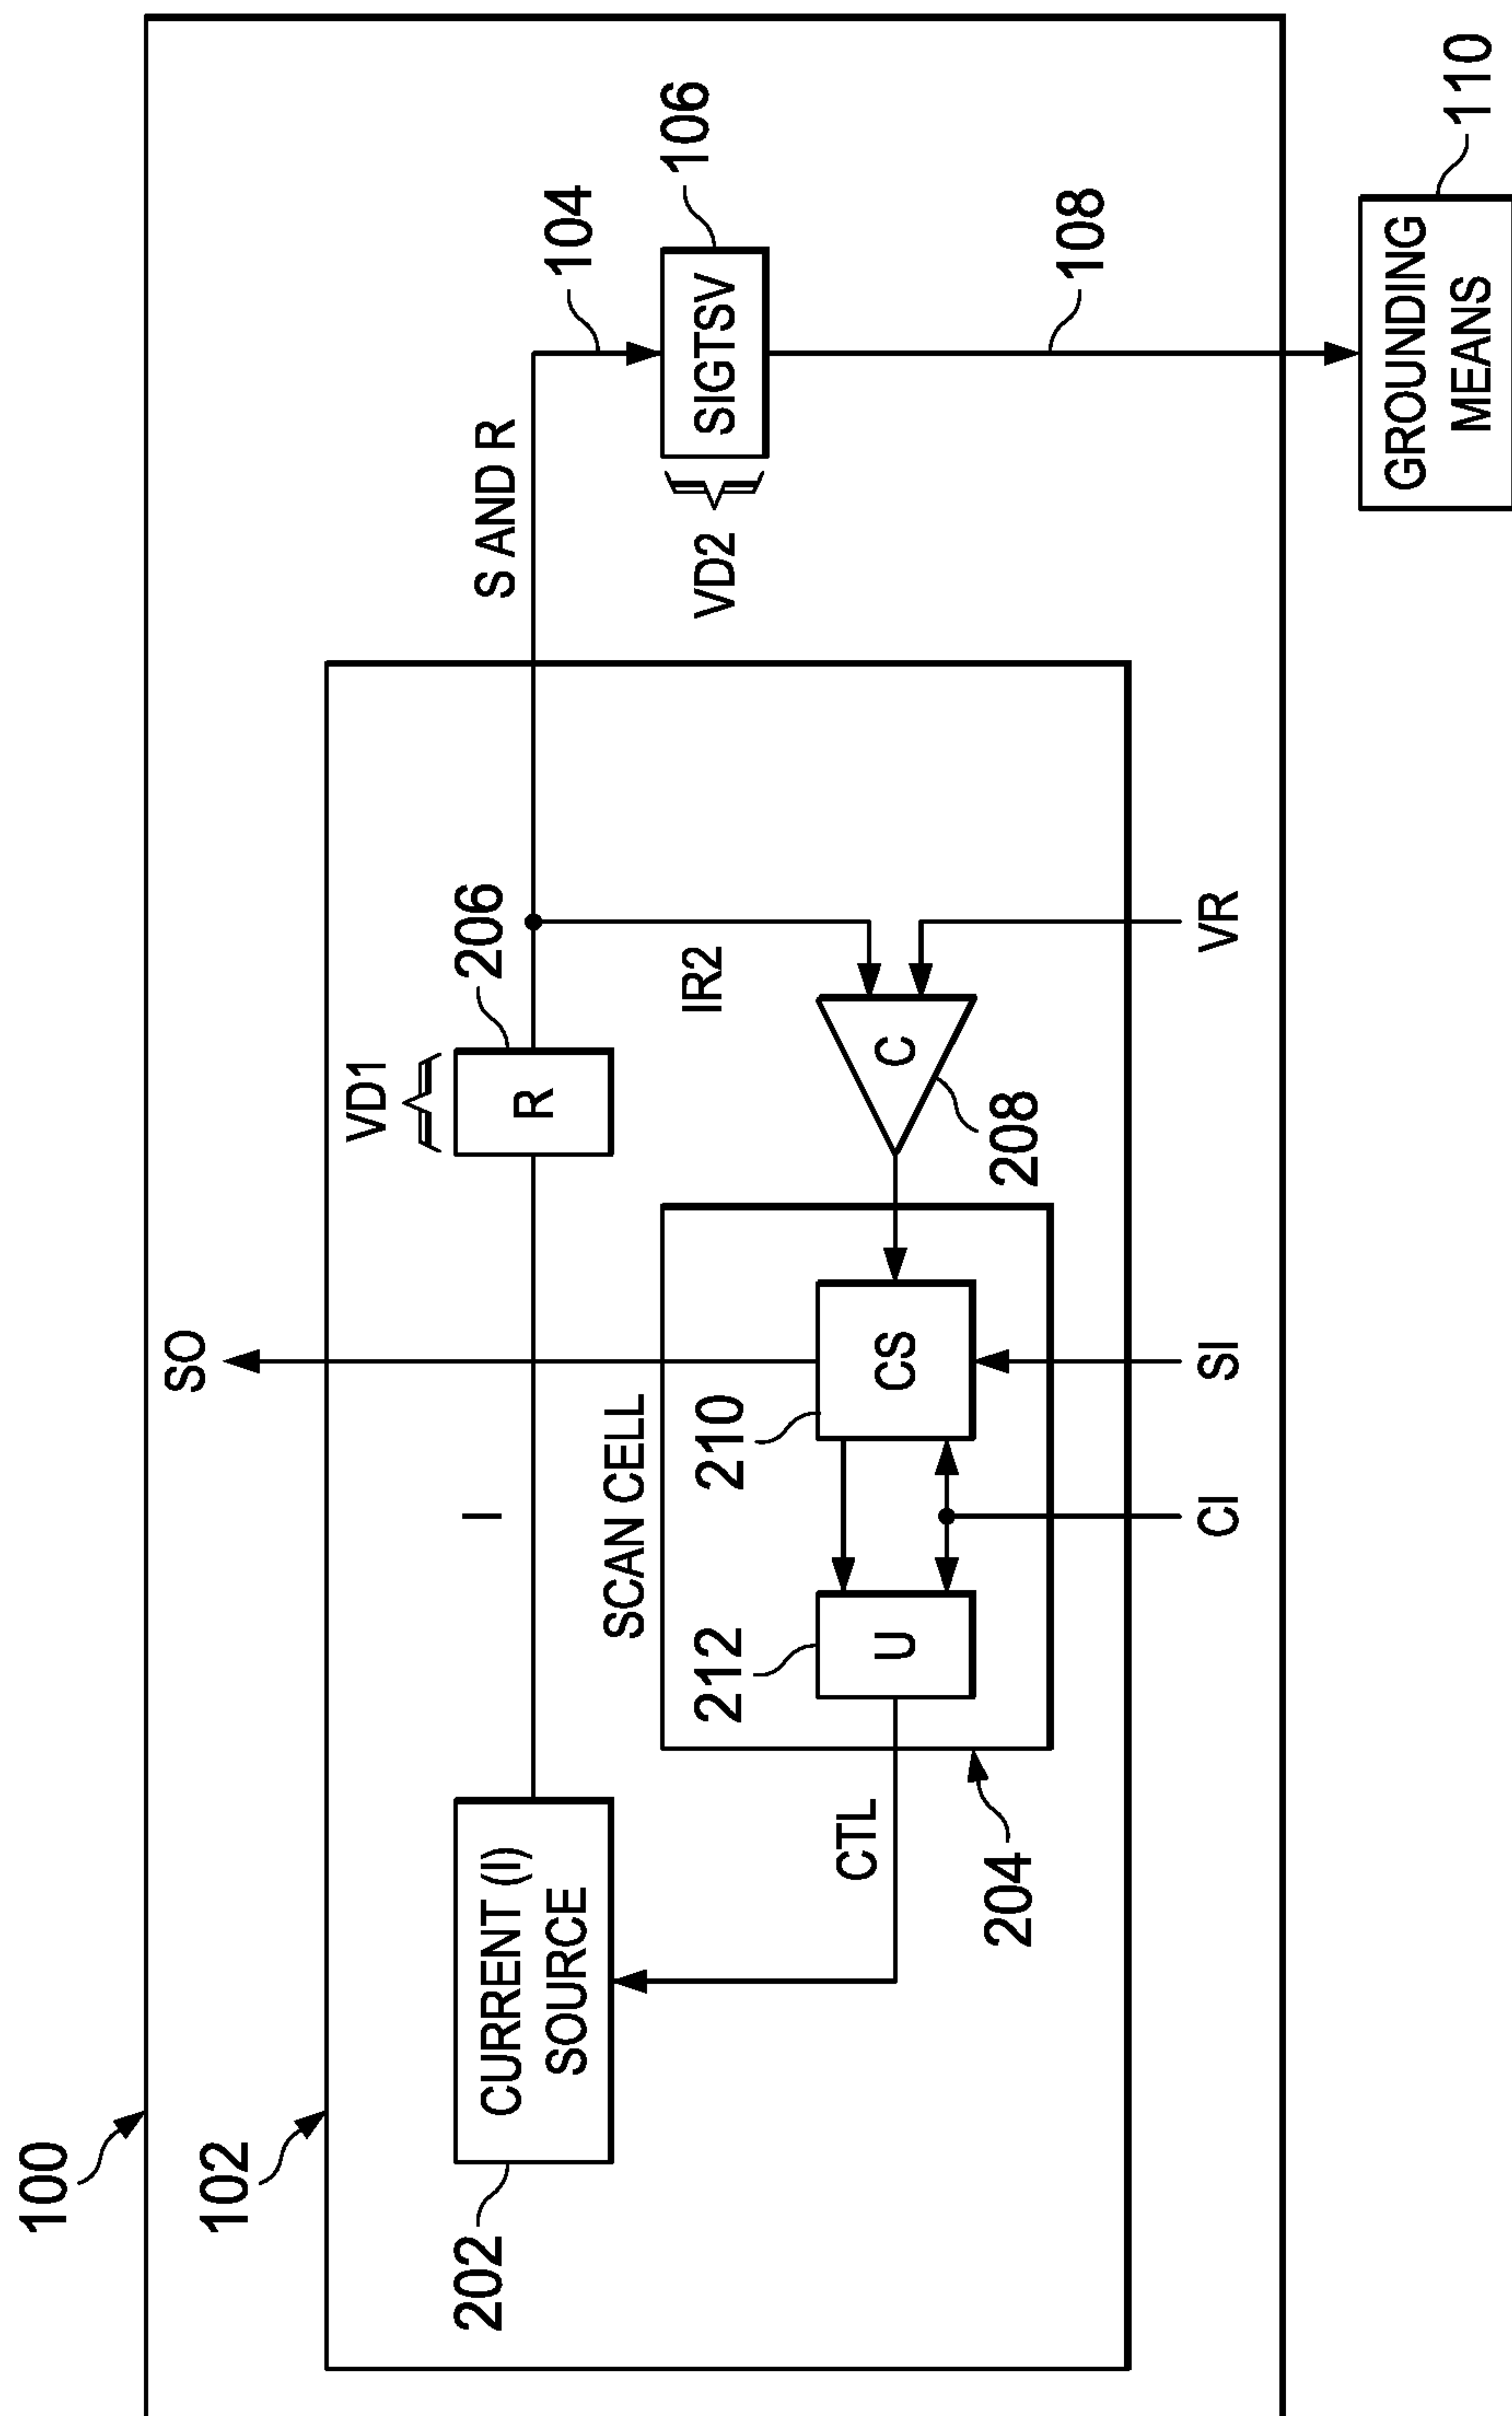 100
102
202
CURRENT (I)
SOURCE
I
VD1
R
206
S AND R
104
SIGTSV
106
VD2
108
GROUNDING
MEANS
110
SO
SCAN CELL
212
U
210
CS
C
208
IR2
CTL
204
CI
SI
VR